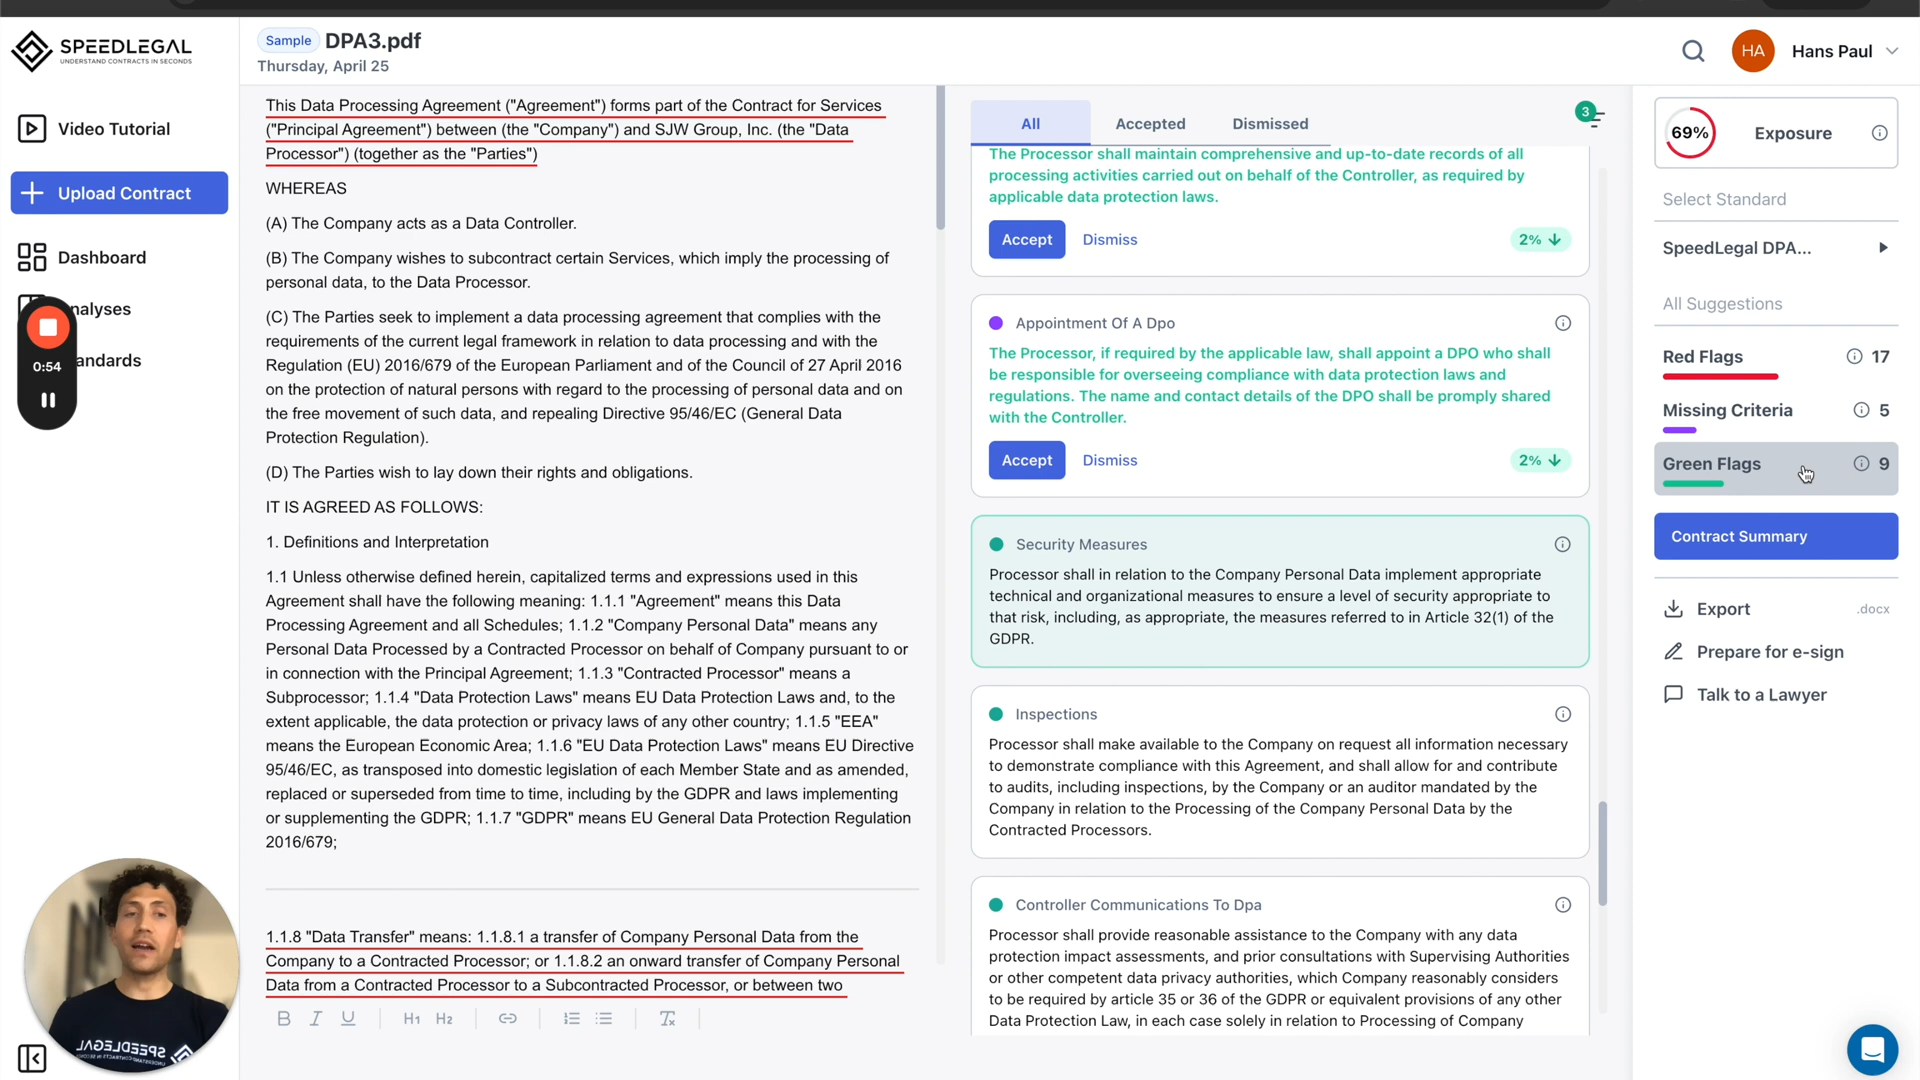 SPEEDLEGAL
UNDERSTAND CONTRACTS IN SECONDS
Video Tutorial
Upload Contract
Dashboard
nalyses
andards
0:54
Sample DPA3.pdf
Thursday, April 25
HA Hans Paul
This Data Processing Agreement ("Agreement") forms part of the Contract for Services
("Principal Agreement") between (the "Company") and SJW Group, Inc. (the "Data
Processor") (together as the "Parties")
WHEREAS
(A) The Company acts as a Data Controller.
(B) The Company wishes to subcontract certain Services, which imply the processing of
personal data, to the Data Processor.
(C) The Parties seek to implement a data processing agreement that complies with the
requirements of the current legal framework in relation to data processing and with the
Regulation (EU) 2016/679 of the European Parliament and of the Council of 27 April 2016
on the protection of natural persons with regard to the processing of personal data and on
the free movement of such data, and repealing Directive 95/46/EC (General Data
Protection Regulation).
(D) The Parties wish to lay down their rights and obligations.
IT IS AGREED AS FOLLOWS:
1. Definitions and Interpretation
1.1 Unless otherwise defined herein, capitalized terms and expressions used in this
Agreement shall have the following meaning: 1.1.1 "Agreement" means this Data
Processing Agreement and all Schedules; 1.1.2 "Company Personal Data" means any
Personal Data Processed by a Contracted Processor on behalf of Company pursuant to or
in connection with the Principal Agreement; 1.1.3 "Contracted Processor" means a
Subprocessor; 1.1.4 "Data Protection Laws" means EU Data Protection Laws and, to the
extent applicable, the data protection or privacy laws of any other country; 1.1.5 "EEA"
means the European Economic Area; 1.1.6 "EU Data Protection Laws" means EU Directive
95/46/EC, as transposed into domestic legislation of each Member State and as amended,
replaced or superseded from time to time, including by the GDPR and laws implementing
or supplementing the GDPR; 1.1.7 "GDPR" means EU General Data Protection Regulation
2016/679;
1.1.8 "Data Transfer" means: 1.1.8.1 a transfer of Company Personal Data from the
Company to a Contracted Processor; or 1.1.8.2 an onward transfer of Company Personal
Data from a Contracted Processor to a Subcontracted Processor, or between two
B I U H1 H2
All Accepted Dismissed 3
The Processor shall maintain comprehensive and up-to-date records of all
processing activities carried out on behalf of the Controller, as required by
applicable data protection laws.
Accept Dismiss 2%
Appointment Of A Dpo
The Processor, if required by the applicable law, shall appoint a DPO who shall
be responsible for overseeing compliance with data protection laws and
regulations. The name and contact details of the DPO shall be promply shared
with the Controller.
Accept Dismiss 2%
Security Measures
Processor shall in relation to the Company Personal Data implement appropriate
technical and organizational measures to ensure a level of security appropriate to
that risk, including, as appropriate, the measures referred to in Article 32(1) of the
GDPR.
Inspections
Processor shall make available to the Company on request all information necessary
to demonstrate compliance with this Agreement, and shall allow for and contribute
to audits, including inspections, by the Company or an auditor mandated by the
Company in relation to the Processing of the Company Personal Data by the
Contracted Processors.
Controller Communications To Dpa
Processor shall provide reasonable assistance to the Company with any data
protection impact assessments, and prior consultations with Supervising Authorities
or other competent data privacy authorities, which Company reasonably considers
to be required by article 35 or 36 of the GDPR or equivalent provisions of any other
Data Protection Law, in each case solely in relation to Processing of Company
69% Exposure
Select Standard
SpeedLegal DPA...
All Suggestions
Red Flags 17
Missing Criteria 5
Green Flags 9
Contract Summary
Export .docx
Prepare for e-sign
Talk to a Lawyer
SPEEDLEGAL